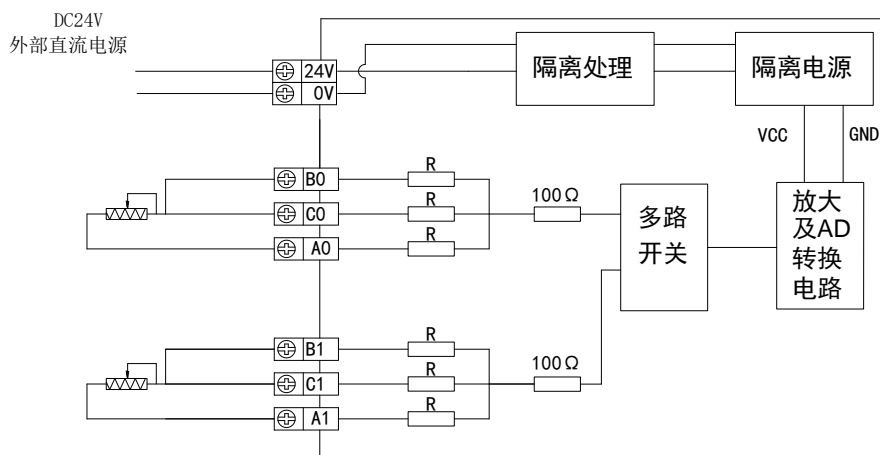 DC24V
外部直流电源
24V
0V
隔离处理
隔离电源
VCC
GND
B0
R
C0
R
A0
R
100Ω
多路
开关
放大
及AD
转换
电路
B1
R
C1
R
A1
R
100Ω